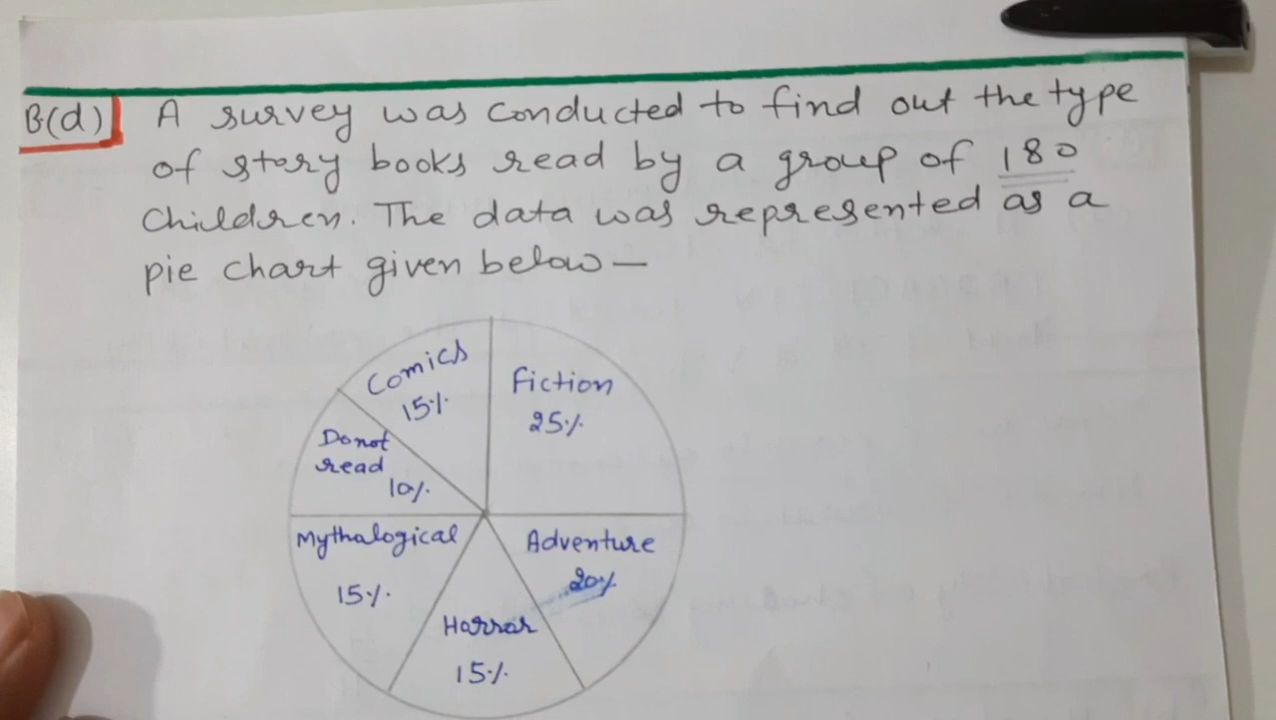 B(d) A survey was conducted to find out the type
of story books read by a group of 180
Children. The data was represented as a
pie chart given below —
Comics
15%
Fiction
25%
Do not
read
10%
Mythalogical
15%
Adventure
20%
Horror
15%